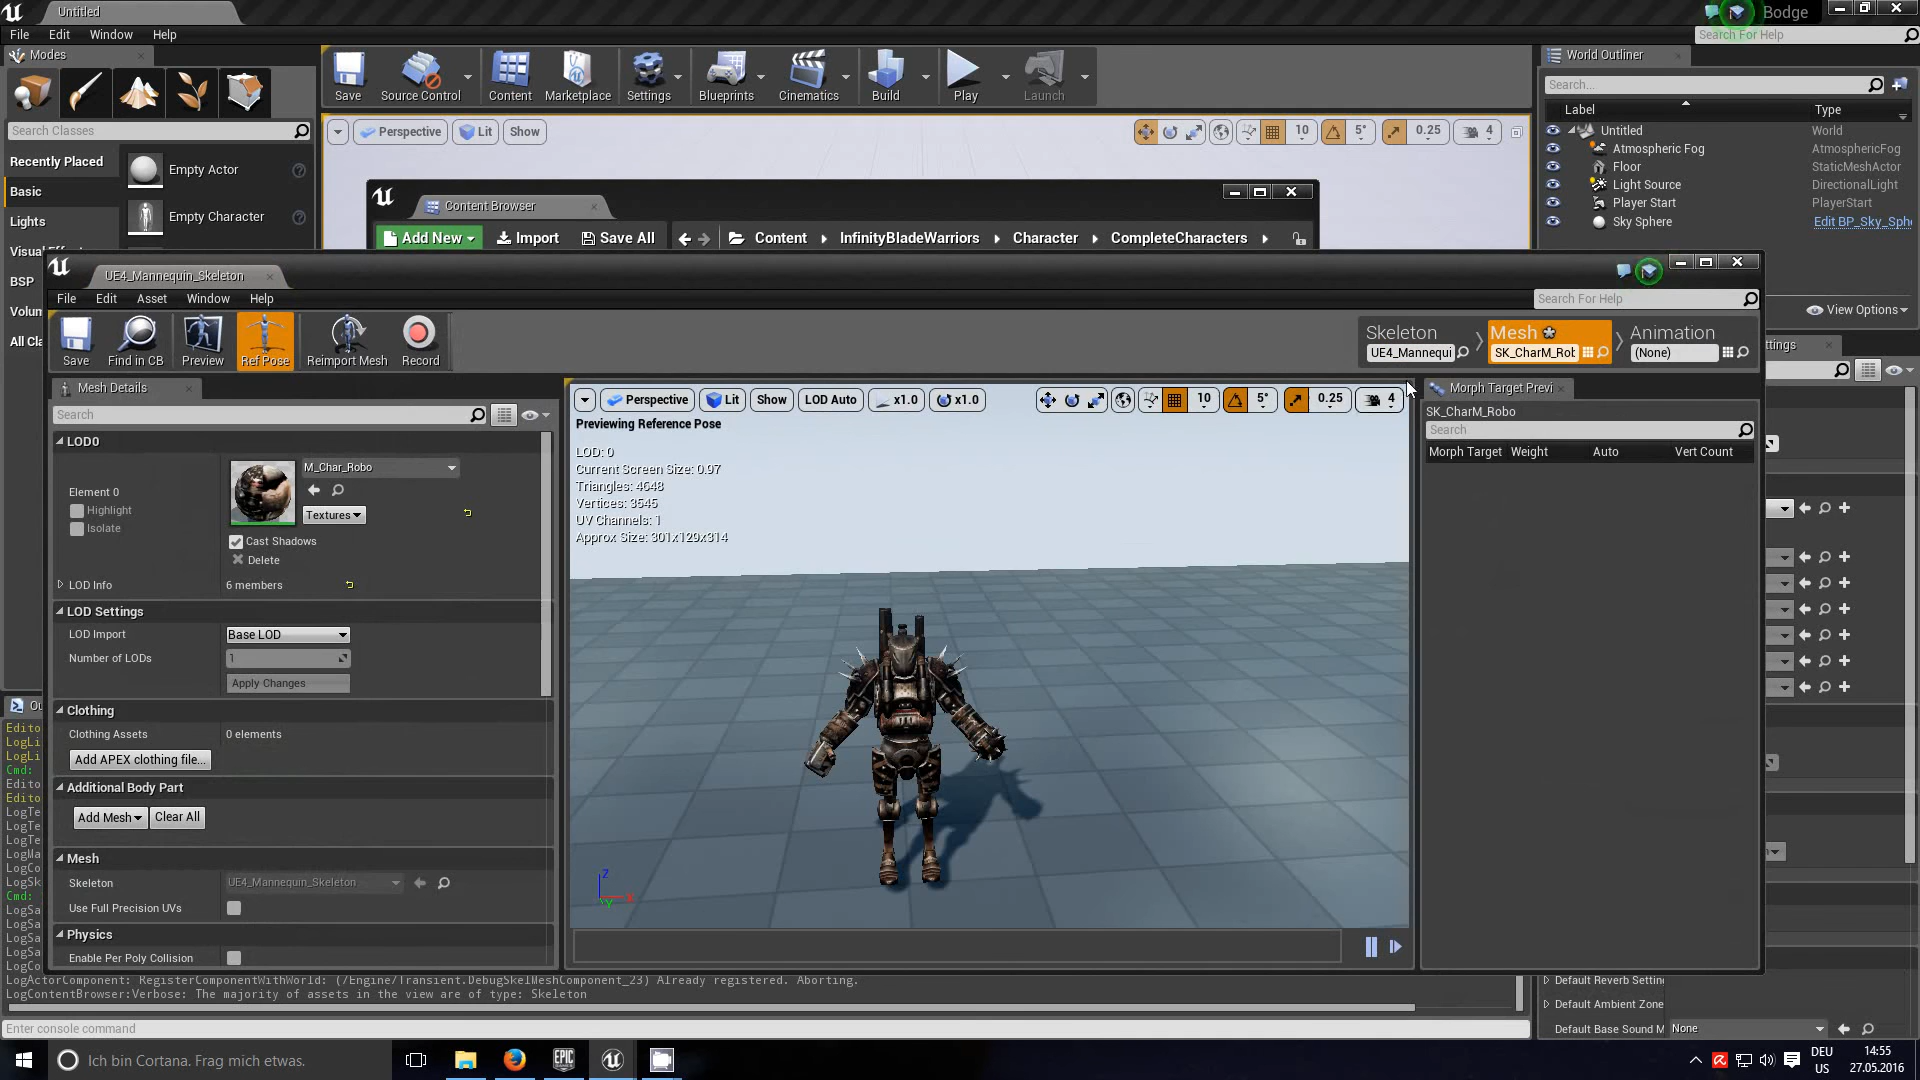 Untitled
Bodge
File Edit Window Help
Search For Help
Modes
World Outliner
Save
Source Control
Content
Marketplace
Settings
Blueprints
Cinematics
Build
Play
Launch
Search...
Label Type
Search Classes
Perspective Lit Show
10 5° 0.25 4
Untitled World
Atmospheric Fog AtmosphericFog
Floor StaticMeshActor
Light Source DirectionalLight
Player Start PlayerStart
Sky Sphere Edit BP_Sky_Sph
Recently Placed
Basic
Lights
BSP
Empty Actor
Empty Character
Content Browser
Add New Import Save All Content InfinityBladeWarriors Character CompleteCharacters
UE4_Mannequin_Skeleton
File Edit Asset Window Help
Search For Help
View Options
Save
Find in CB
Preview
Ref Pose
Reimport Mesh
Record
Skeleton
UE4_Mannequi
Mesh
SK_CharM_Rob
Animation
(None)
Mesh Details
Search
LOD0
Element 0
Highlight
Isolate
M_Char_Robo
Textures
Cast Shadows
Delete
LOD Info 6 members
LOD Settings
LOD Import Base LOD
Number of LODs 1
Apply Changes
Clothing
Clothing Assets 0 elements
Add APEX clothing file...
Additional Body Part
Add Mesh Clear All
Mesh
Skeleton UE4_Mannequin_Skeleton
Use Full Precision UVs
Physics
Enable Per Poly Collision
Perspective Lit Show LOD Auto x1.0 x1.0
10 5° 0.25 4
Previewing Reference Pose
LOD: 0
Current Screen Size: 0.97
Triangles: 4648
Vertices: 3545
UV Channels: 1
Approx Size: 301x129x314
Z
X
Y
Morph Target Previ
SK_CharM_Robo
Search
Morph Target Weight Auto Vert Count
LogActorComponent: RegisterComponentWithWorld: (/Engine/Transient.DebugSkelMeshComponent_23) Already registered. Aborting.
LogContentBrowser:Verbose: The majority of assets in the view are of type: Skeleton
Enter console command
Default Reverb Settin
Default Ambient Zone
Default Base Sound M None
Ich bin Cortana. Frag mich etwas.
EPIC GAMES
DEU
US
14:55
27.05.2016